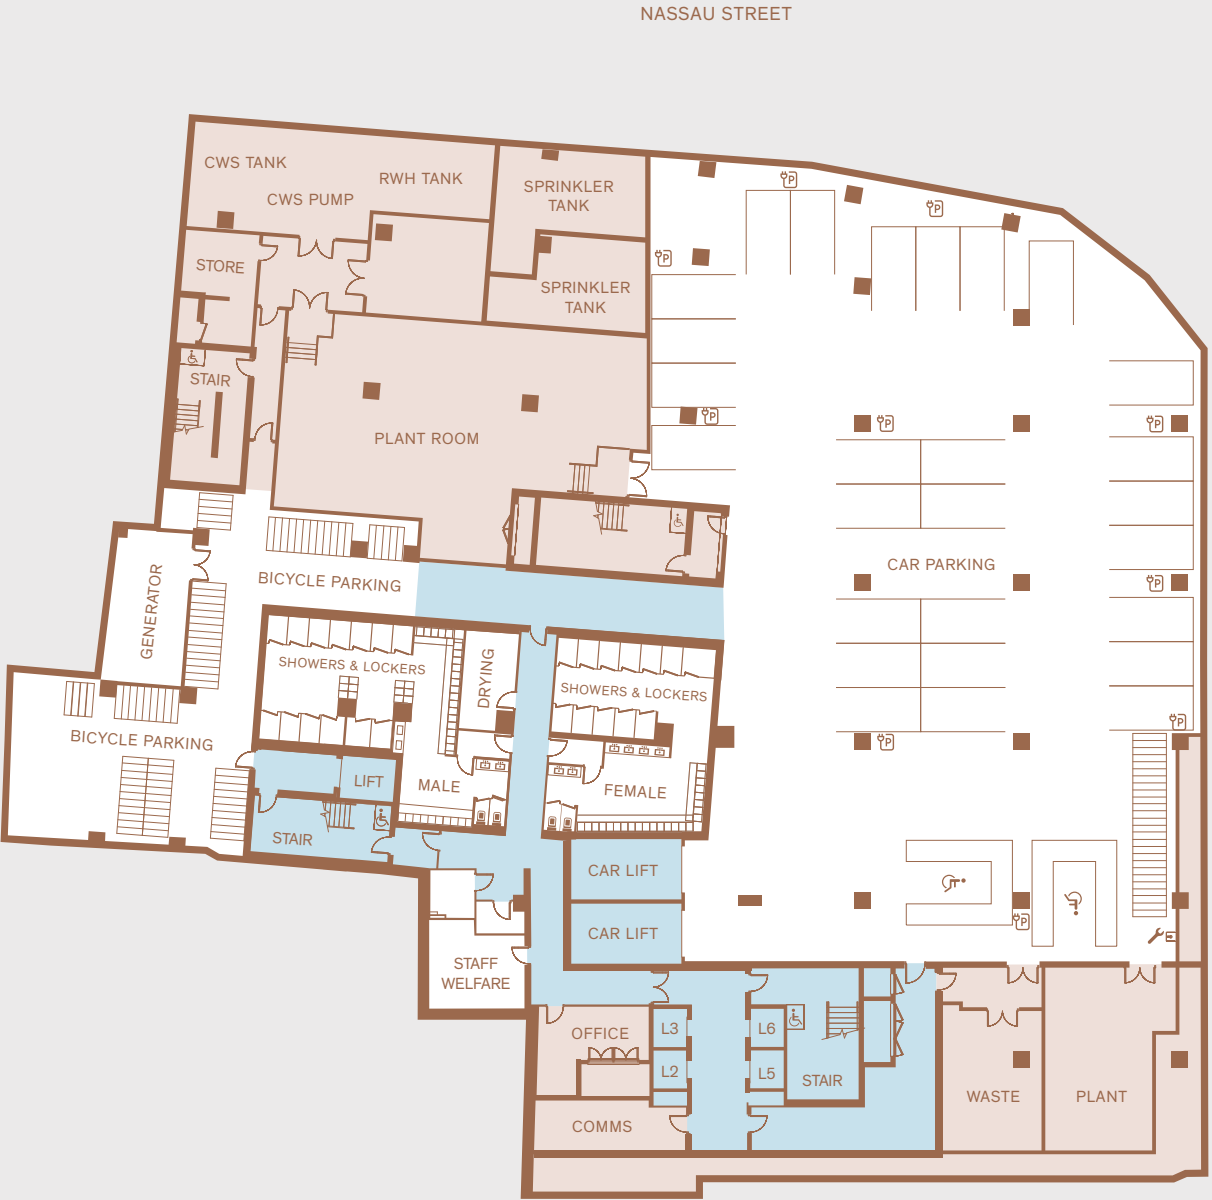 NASSAU STREET
CWS TANK
RWH TANK
CWS PUMP
SPRINKLER
TANK
STORE
SPRINKLER
TANK
STAIR
PLANT ROOM
P
P
P
P
P
P
P
P
P
P
CAR PARKING
BICYCLE PARKING
GENERATOR
SHOWERS & LOCKERS
DRYING
SHOWERS & LOCKERS
BICYCLE PARKING
LIFT
MALE
FEMALE
STAIR
CAR LIFT
CAR LIFT
STAFF
WELFARE
OFFICE
L3
L6
L2
L5
STAIR
WASTE
PLANT
COMMS